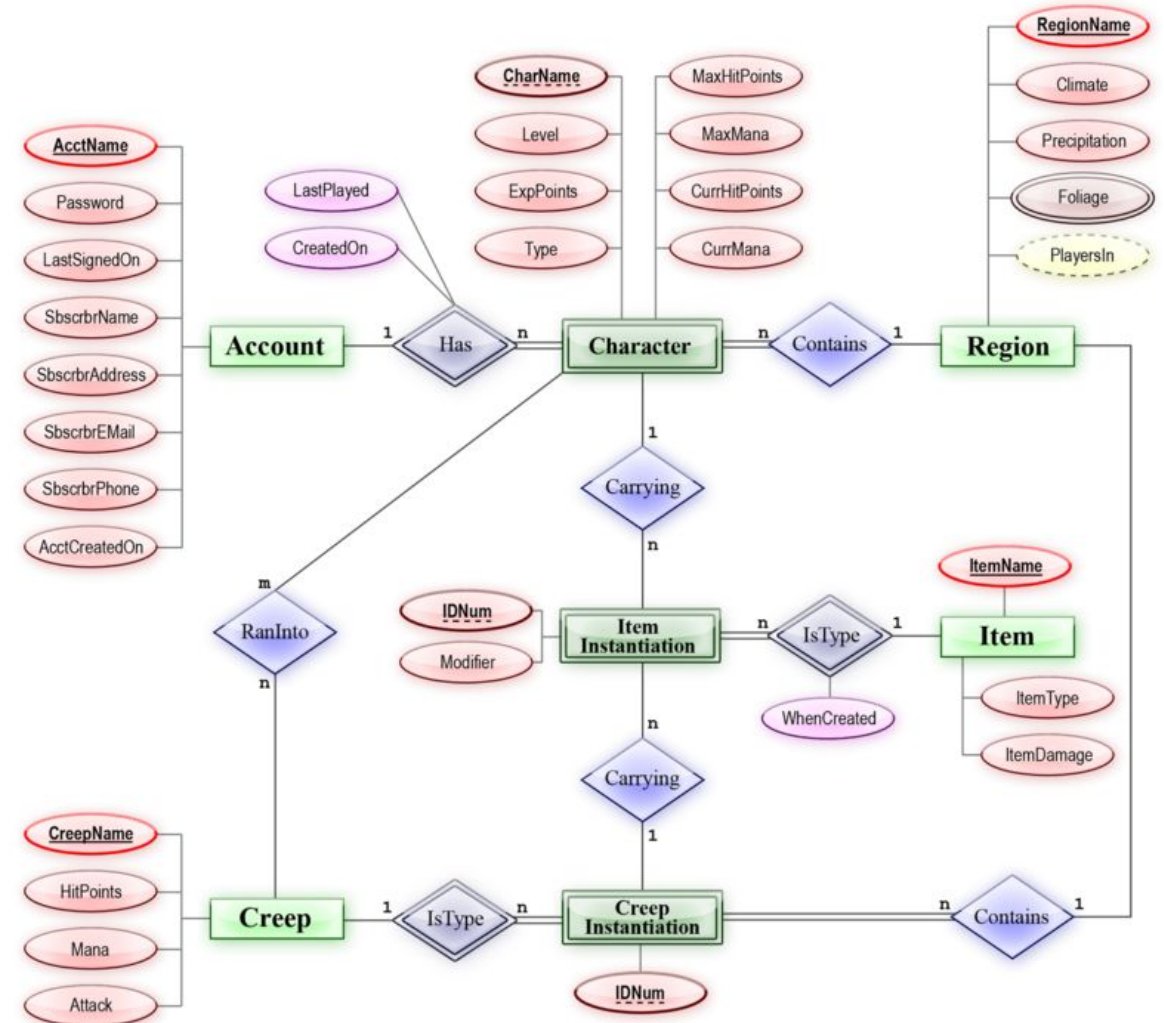 RegionName
CharName
MaxHitPoints
Climate
Level
MaxMana
Precipitation
AcctName
LastPlayed
ExpPoints
CurrHitPoints
Foliage
Password
CreatedOn
Type
CurrMana
PlayersIn
LastSignedOn
SbscrbrName
Account
1
Has
n
Character
n
Contains
1
Region
SbscrbrAddress
SbscrbrEMail
1
SbscrbrPhone
Carrying
AcctCreatedOn
n
ItemName
m
RanInto
n
IDNum
Modifier
Item
Instantiation
n
IsType
1
Item
WhenCreated
ItemType
ItemDamage
n
Carrying
1
CreepName
HitPoints
Mana
Attack
Creep
1
IsType
n
Creep
Instantiation
n
Contains
1
IDNum